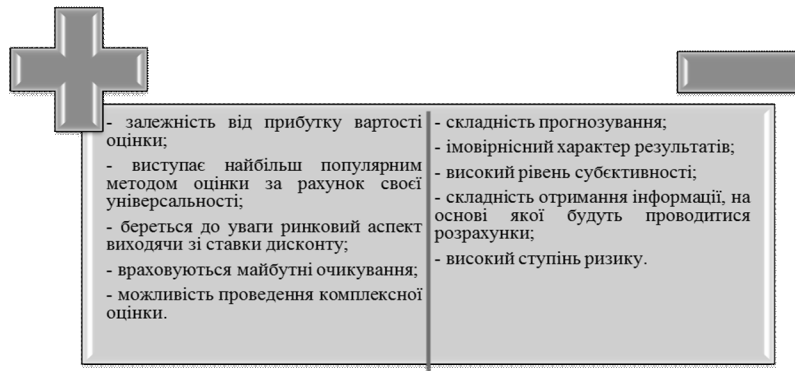 - залежність від прибутку вартості
оцінки;
- виступає найбільш популярним
методом оцінки за рахунок своєї
універсальності;
- береться до уваги ринковий аспект
виходячи зі ставки дисконту;
- враховуються майбутні очикування;
- можливість проведення комплексної
оцінки.
- складність прогнозування;
- імовірнісний характер результатів;
- високий рівень субєктивності;
- складність отримання інформації, на
основі якої будуть проводитися
розрахунки;
- високий ступінь ризику.